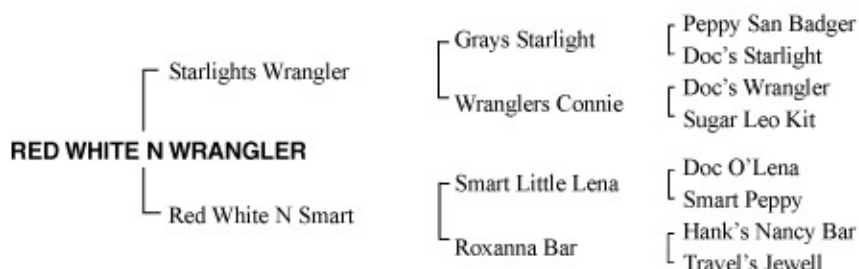 Peppy San Badger
Grays Starlight
Doc's Starlight
Starlights Wrangler
Doc's Wrangler
Wranglers Connie
Sugar Leo Kit
RED WHITE N WRANGLER
Doc O'Lena
Smart Little Lena
Smart Peppy
Red White N Smart
Hank's Nancy Bar
Roxanna Bar
Travel's Jewell